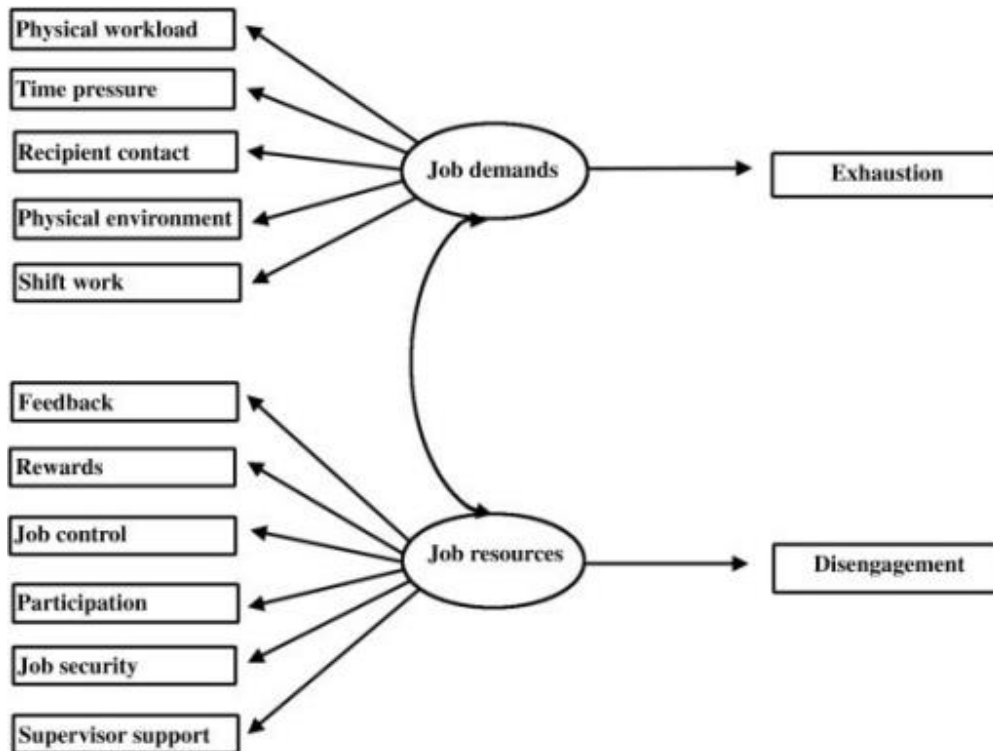 Physical workload
Time pressure
Recipient contact
Physical environment
Shift work
Job demands
Exhaustion
Feedback
Rewards
Job control
Participation
Job security
Supervisor support
Job resources
Disengagement